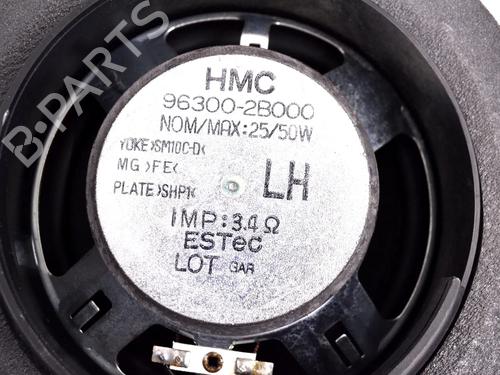 HMC
96300-2B000
NOM/MAX:25/50W
YOKE>SM10C-D<
MG>FE<
PLATE>SHP1<
LH
IMP:3.4Ω
ESTec
LOT GAR
B-PARTS